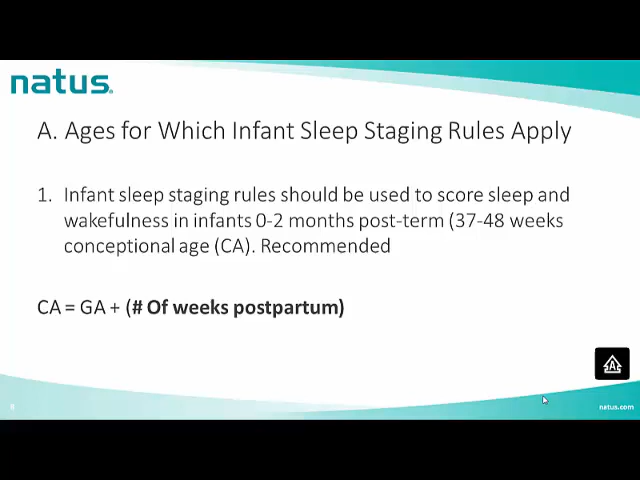 natus
A. Ages for Which Infant Sleep Staging Rules Apply
1. Infant sleep staging rules should be used to score sleep and
wakefulness in infants 0-2 months post-term (37-48 weeks
conceptional age (CA). Recommended
CA = GA + (# Of weeks postpartum)
A
natus.com